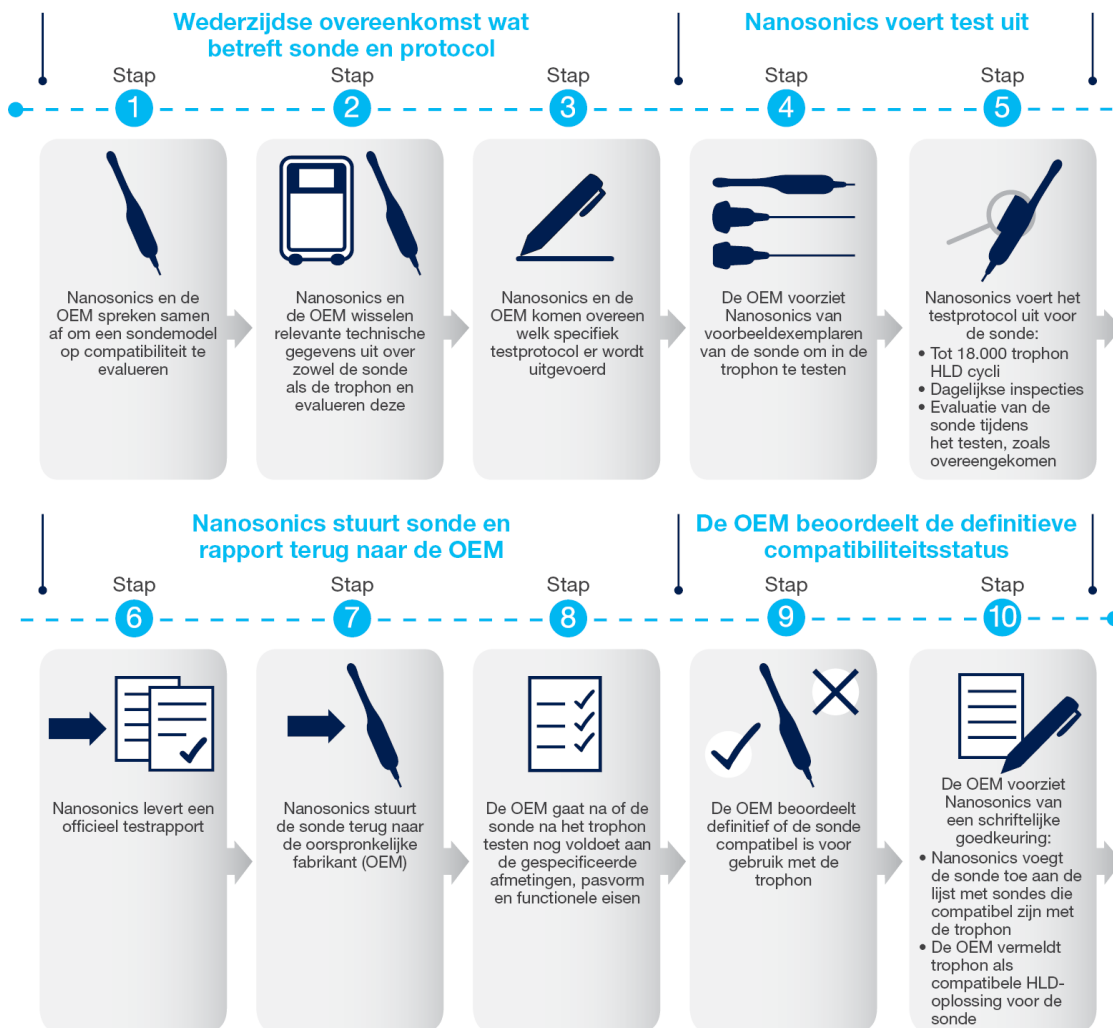 Wederzijdse overeenkomst wat
betreft sonde en protocol
Nanosonics voert test uit
Stap
1
Stap
2
Stap
3
Stap
4
Stap
5
Nanosonics en de
OEM spreken samen
af om een sondemodel
op compatibiliteit te
evalueren
Nanosonics en
de OEM wisselen
relevante technische
gegevens uit over
zowel de sonde
als de trophon en
evalueren deze
Nanosonics en de
OEM komen overeen
welk specifiek
testprotocol er wordt
uitgevoerd
De OEM voorziet
Nanosonics van
voorbeeldexemplaren
van de sonde om in de
trophon te testen
Nanosonics voert het
testprotocol uit voor
de sonde:
• Tot 18.000 trophon
HLD cycli
• Dagelijkse inspecties
• Evaluatie van de
sonde tijdens
het testen, zoals
overeengekomen
Nanosonics stuurt sonde en
rapport terug naar de OEM
De OEM beoordeelt de definitieve
compatibiliteitsstatus
Stap
6
Stap
7
Stap
8
Stap
9
Stap
10
Nanosonics levert een
officieel testrapport
Nanosonics stuurt
de sonde terug naar
de oorspronkelijke
fabrikant (OEM)
De OEM gaat na of de
sonde na het trophon
testen nog voldoet aan
de gespecificeerde
afmetingen, pasvorm
en functionele eisen
De OEM beoordeelt
definitief of de sonde
compatibel is voor
gebruik met de
trophon
De OEM voorziet
Nanosonics van
een schriftelijke
goedkeuring:
• Nanosonics voegt
de sonde toe aan de
lijst met sondes die
compatibel zijn met
de trophon
• De OEM vermeldt
trophon als
compatibele HLD-
oplossing voor de
sonde